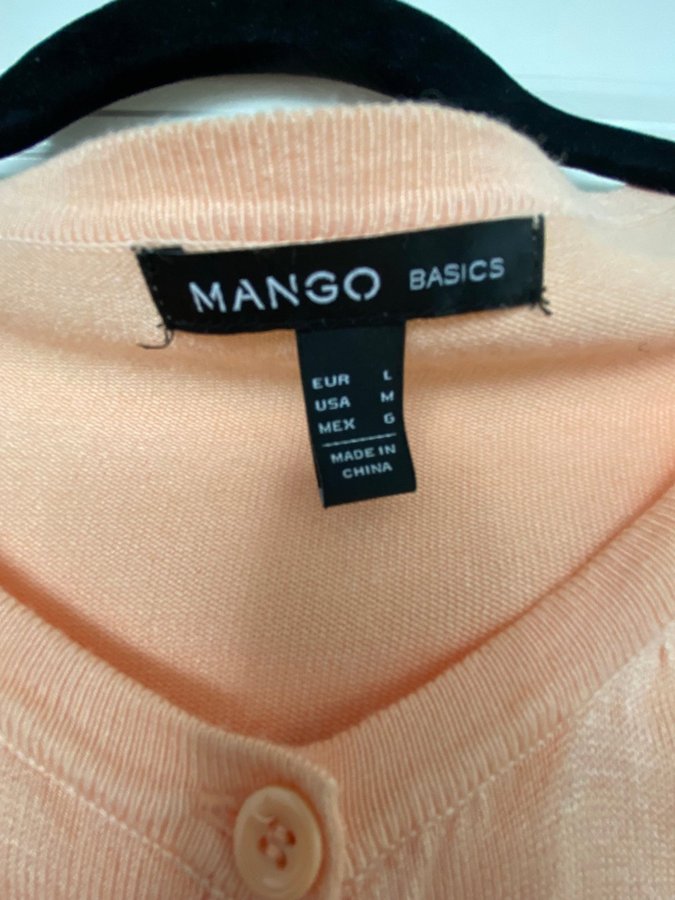 MANGO BASICS
EUR L
USA M
MEX G
MADE IN
CHINA